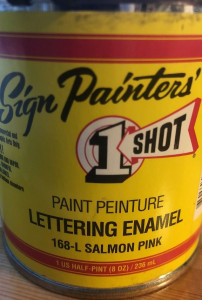 Sign Painters'
1 SHOT
PAINT PEINTURE
LETTERING ENAMEL
168-L SALMON PINK
1 US HALF-PINT (8 OZ) / 236 mL